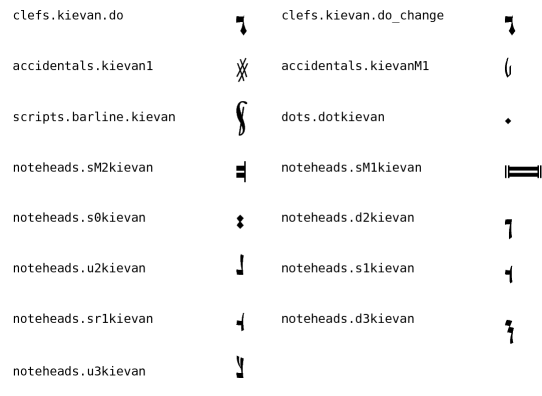 clefs.kievan.do clefs.kievan.do_change
accidentals.kievan1 accidentals.kievanM1
scripts.barline.kievan dots.dotkievan
noteheads.sM2kievan noteheads.sM1kievan
noteheads.s0kievan noteheads.d2kievan
noteheads.u2kievan noteheads.s1kievan
noteheads.sr1kievan noteheads.d3kievan
noteheads.u3kievan